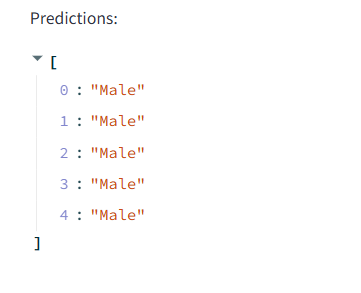 Predictions:
[
0 : "Male"
1 : "Male"
2 : "Male"
3 : "Male"
4 : "Male"
]